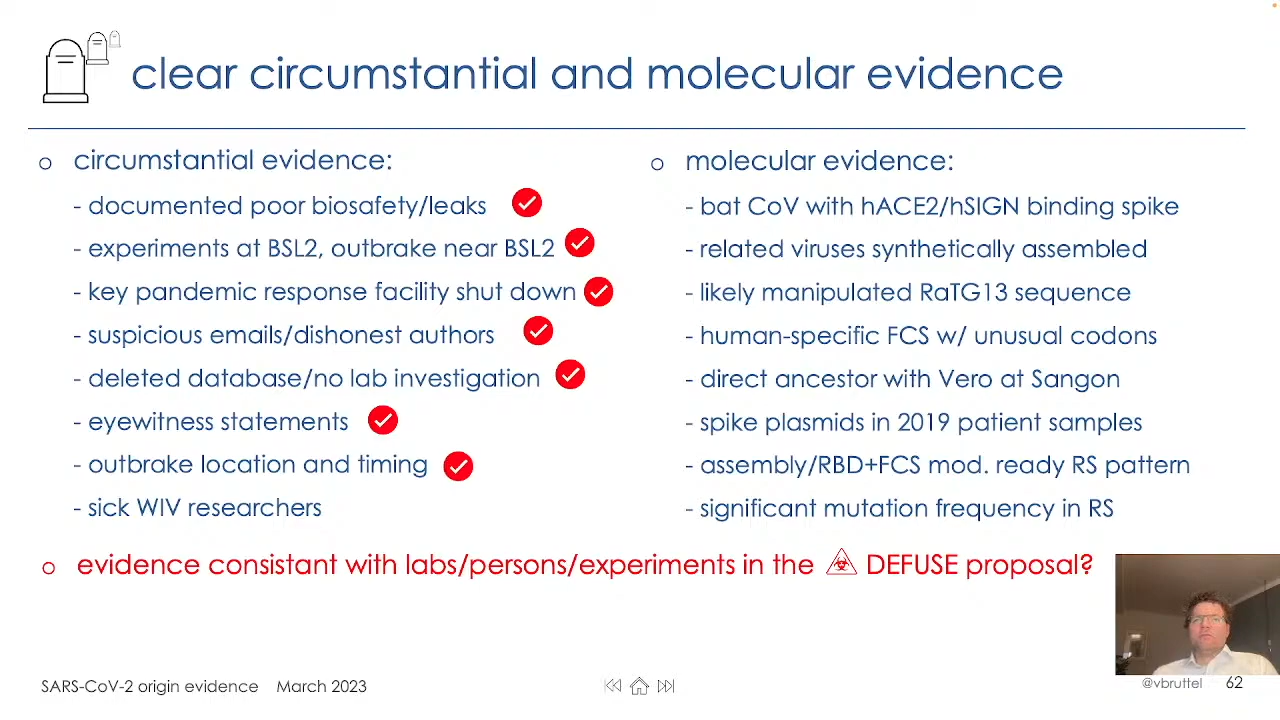 clear circumstantial and molecular evidence
o circumstantial evidence:
- documented poor biosafety/leaks
- experiments at BSL2, outbrake near BSL2
- key pandemic response facility shut down
- suspicious emails/dishonest authors
- deleted database/no lab investigation
- eyewitness statements
- outbrake location and timing
- sick WIV researchers
o molecular evidence:
- bat CoV with hACE2/hSIGN binding spike
- related viruses synthetically assembled
- likely manipulated RaTG13 sequence
- human-specific FCS w/ unusual codons
- direct ancestor with Vero at Sangon
- spike plasmids in 2019 patient samples
- assembly/RBD+FCS mod. ready RS pattern
- significant mutation frequency in RS
o evidence consistant with labs/persons/experiments in the DEFUSE proposal?
SARS-CoV-2 origin evidence March 2023
@vbruttel 62